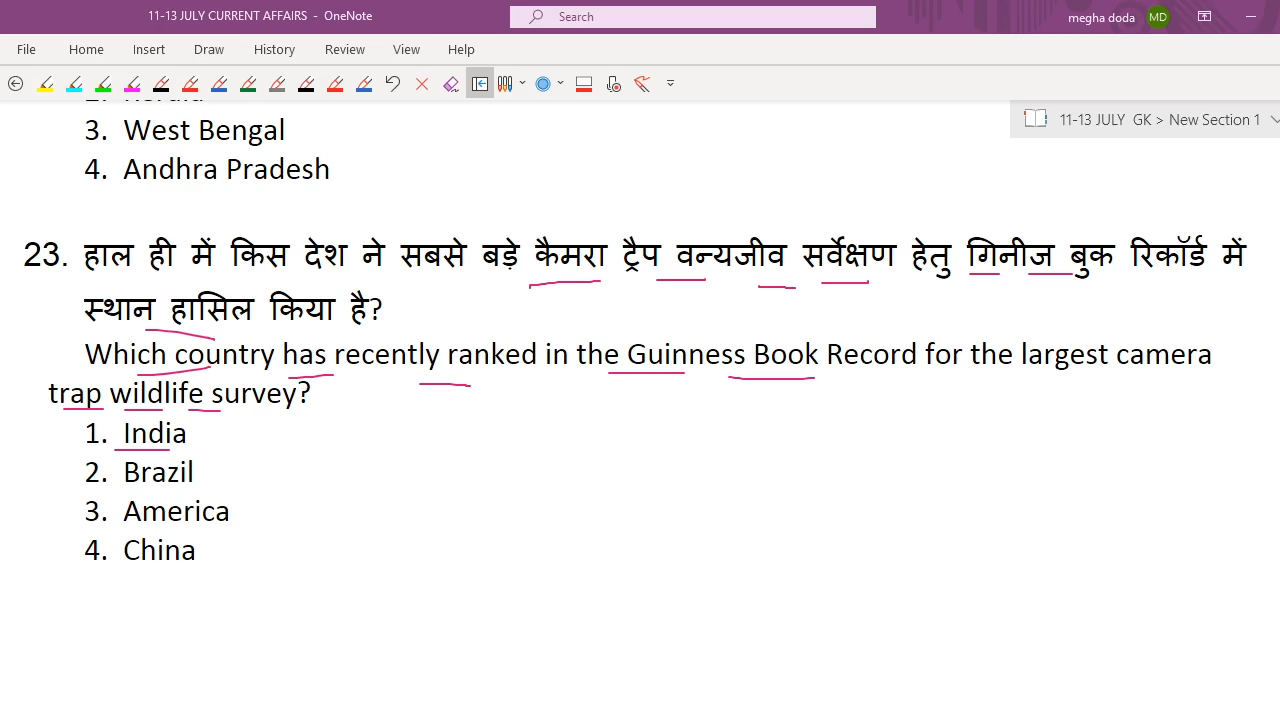 11-13 JULY CURRENT AFFAIRS - OneNote
Search
megha doda
MD
File Home Insert Draw History Review View Help
11-13 JULY GK > New Section 1
3. West Bengal
4. Andhra Pradesh
23. हाल ही में किस देश ने सबसे बड़े कैमरा ट्रैप वन्यजीव सर्वेक्षण हेतु गिनीज बुक रिकॉर्ड में
स्थान हासिल किया है?
Which country has recently ranked in the Guinness Book Record for the largest camera
trap wildlife survey?
1. India
2. Brazil
3. America
4. China